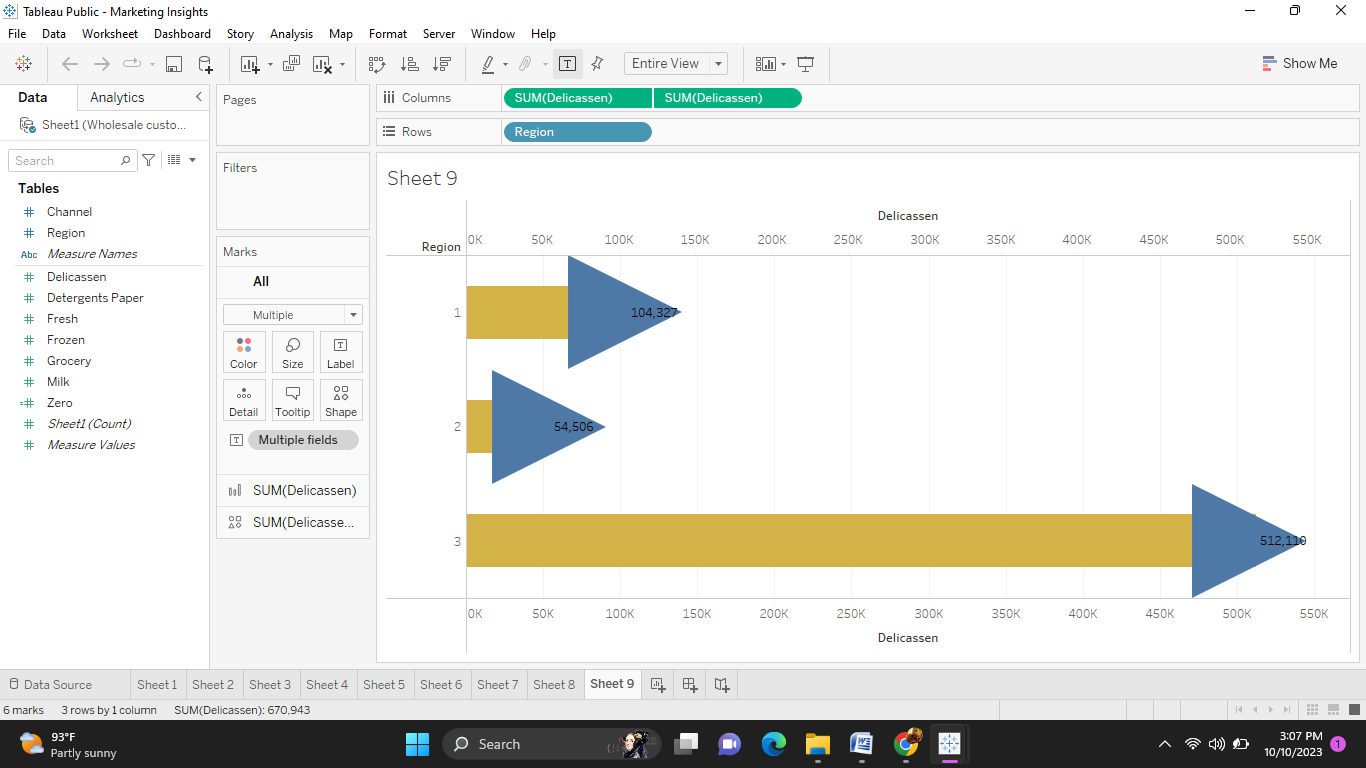 Tableau Public - Marketing Insights
File Data Worksheet Dashboard Story Analysis Map Format Server Window Help
Entire View
Show Me
Data Analytics
Sheet1 (Wholesale custo...
Search
Tables
# Channel
# Region
Abc Measure Names
# Delicassen
# Detergents Paper
# Fresh
# Frozen
# Grocery
# Milk
=# Zero
# Sheet1 (Count)
# Measure Values
Pages
Filters
Marks
All
Multiple
Color Size Label
Detail Tooltip Shape
Multiple fields
SUM(Delicassen)
SUM(Delicasse...
Columns SUM(Delicassen) SUM(Delicassen)
Rows Region
Sheet 9
Delicassen
Region 0K 50K 100K 150K 200K 250K 300K 350K 400K 450K 500K 550K
1 104,327
2 54,506
3 512,110
0K 50K 100K 150K 200K 250K 300K 350K 400K 450K 500K 550K
Delicassen
Data Source Sheet 1 Sheet 2 Sheet 3 Sheet 4 Sheet 5 Sheet 6 Sheet 7 Sheet 8 Sheet 9
6 marks 3 rows by 1 column SUM(Delicassen): 670,943
93°F
Partly sunny
Search
3:07 PM
10/10/2023
1